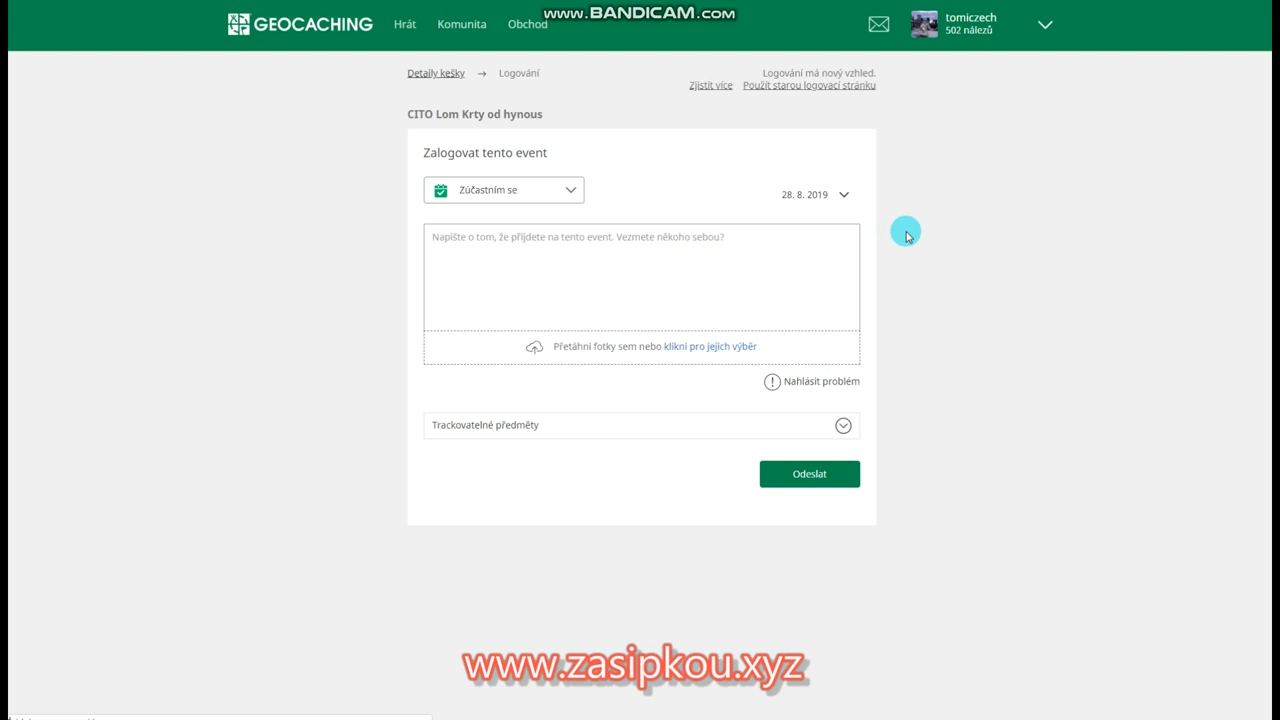 www.BANDICAM.com
GEOCACHING Hrát Komunita Obchod
tomiczech
502 nálezů
Detaily kešky → Logování
Logování má nový vzhled.
Zjistit více Použít starou logovací stránku
CITO Lom Krty od hynous
Zalogovat tento event
Zúčastním se
28. 8. 2019
Napište o tom, že přijdete na tento event. Vezmete někoho sebou?
Přetáhni fotky sem nebo klikni pro jejich výběr
Nahlásit problém
Trackovatelné předměty
Odeslat
www.zasipkou.xyz